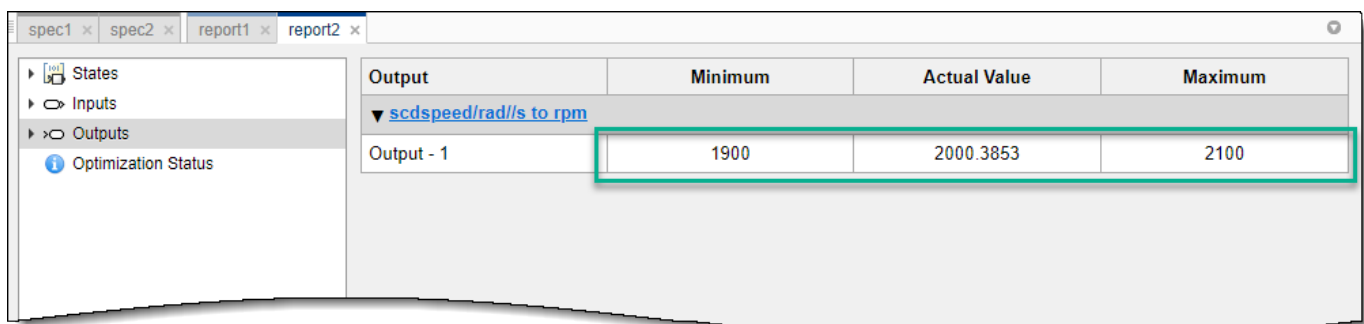 spec1 × spec2 × report1 × report2 ×
States
Inputs
Outputs
Optimization Status
Output Minimum Actual Value Maximum
scdspeed/rad//s to rpm
Output - 1 1900 2000.3853 2100